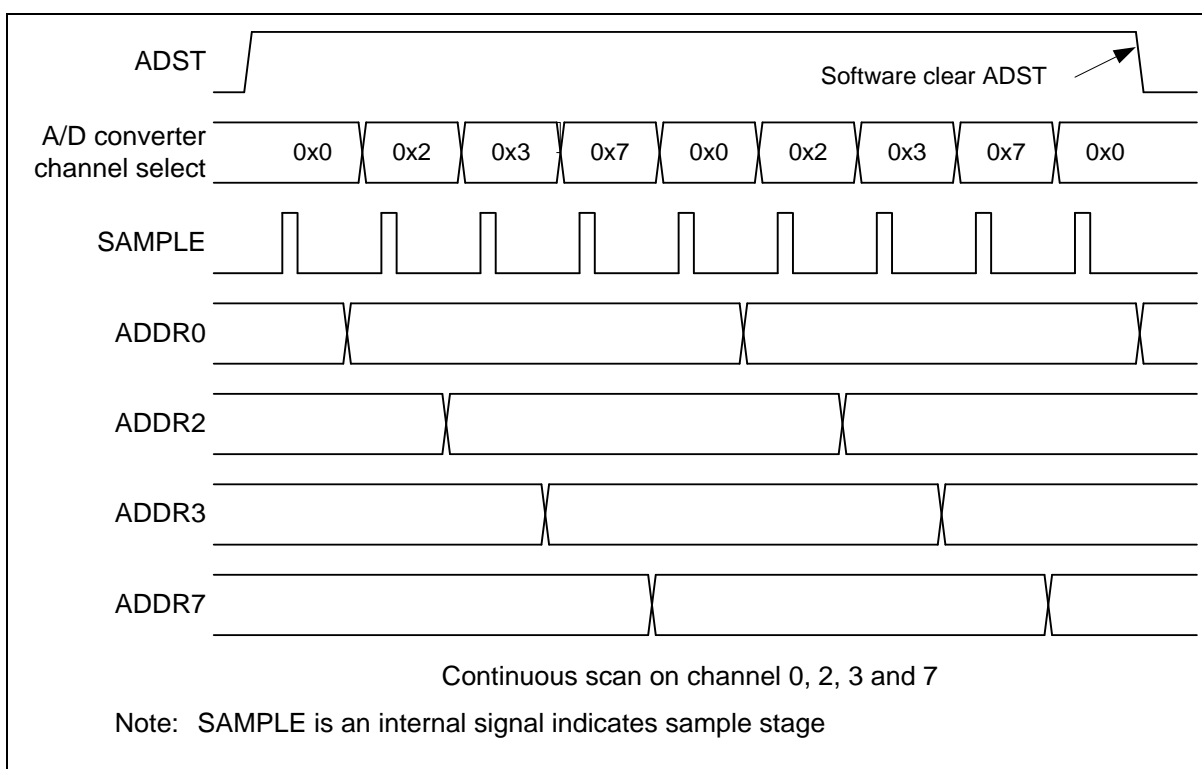 ADST
Software clear ADST
A/D converter
channel select
0x0 0x2 0x3 0x7 0x0 0x2 0x3 0x7 0x0
SAMPLE
ADDR0
ADDR2
ADDR3
ADDR7
Continuous scan on channel 0, 2, 3 and 7
Note: SAMPLE is an internal signal indicates sample stage